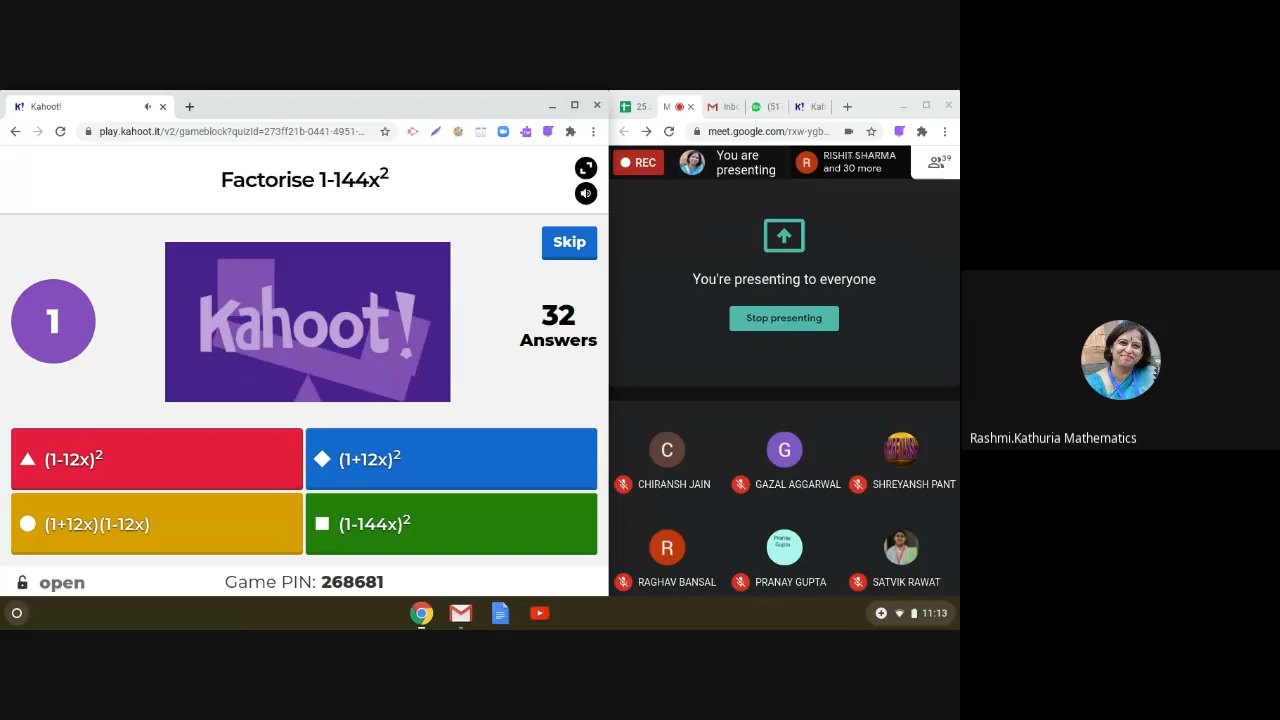 Kahoot!
play.kahoot.it/v2/gameblock?quizId=273ff21b-0441-4951-...
Factorise 1-144x²
Skip
1
Kahoot!
32
Answers
(1-12x)²
(1+12x)²
(1+12x)(1-12x)
(1-144x)²
open
Game PIN: 268681
25
M
Inbo
(51
Kah
meet.google.com/rxw-ygb...
REC
You are
presenting
R
RISHIT SHARMA
and 30 more
39
You're presenting to everyone
Stop presenting
C
G
CHIRANSH JAIN
GAZAL AGGARWAL
SHREYANSH PANT
R
Pranay
Gupta
RAGHAV BANSAL
PRANAY GUPTA
SATVIK RAWAT
11:13
Rashmi.Kathuria Mathematics